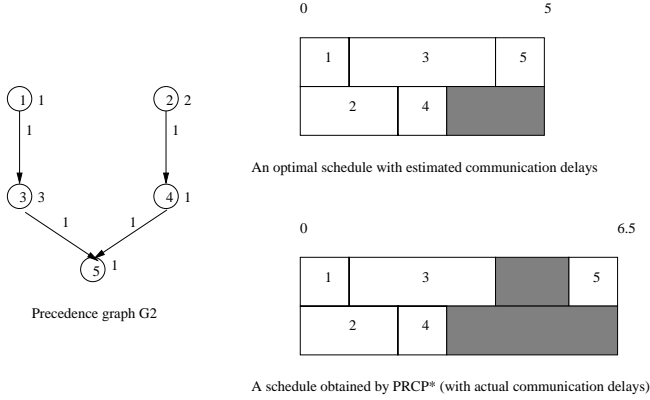 0 5
1 3 5
2 4
An optimal schedule with estimated communication delays
1 1 2 2
1 1
3 3 4 1
1 1
5 1
Precedence graph G2
0 6.5
1 3 5
2 4
A schedule obtained by PRCP* (with actual communication delays)